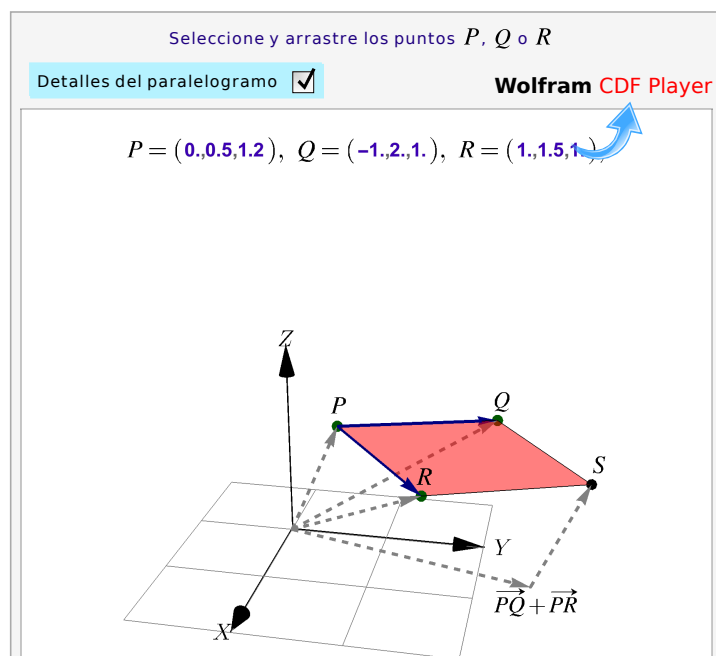 Seleccione y arrastre los puntos P, Q o R
Detalles del paralelogramo
Wolfram CDF Player
P = (0.,0.5,1.2), Q = (−1.,2.,1.), R = (1.,1.5,1.),
Z
P
Q
R
S
Y
PQ + PR
X